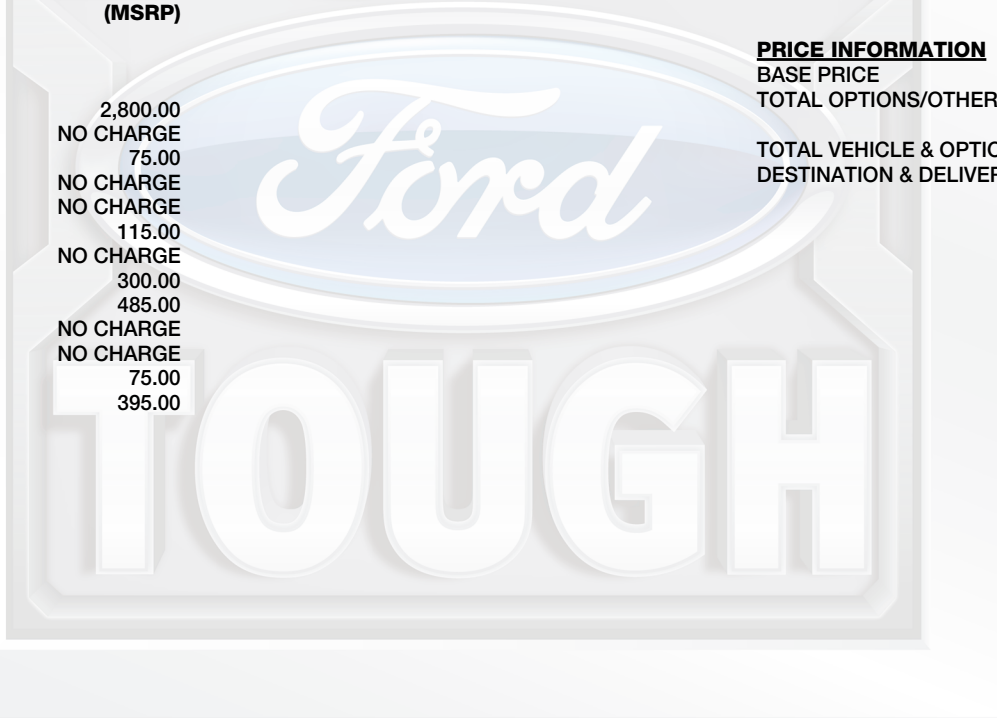 (MSRP)
2,800.00
NO CHARGE
75.00
NO CHARGE
NO CHARGE
115.00
NO CHARGE
300.00
485.00
NO CHARGE
NO CHARGE
75.00
395.00
PRICE INFORMATION
BASE PRICE
TOTAL OPTIONS/OTHER
TOTAL VEHICLE & OPTIO
DESTINATION & DELIVER
Ford
TOUGH